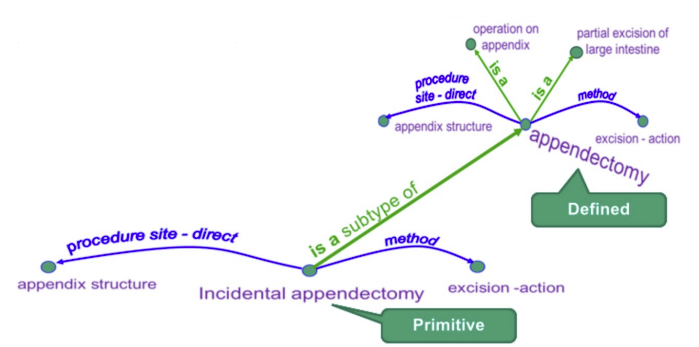 operation on
appendix
partial excision of
large intestine
is a
is a
procedure
site - direct
method
appendix structure
excision - action
appendectomy
Defined
is a subtype of
procedure site - direct
method
appendix structure
Incidental appendectomy
excision -action
Primitive